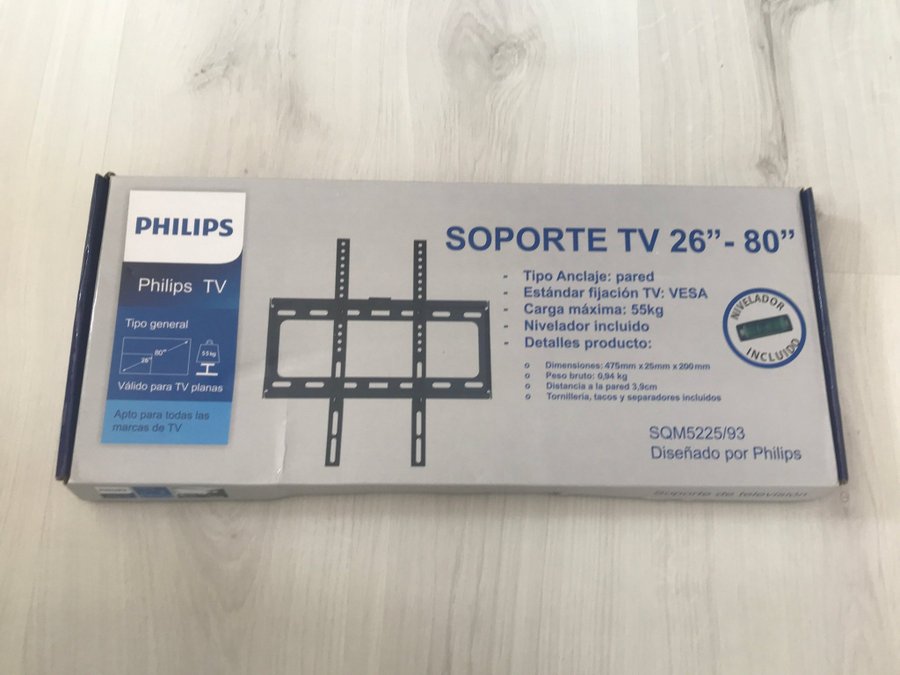 PHILIPS
Philips TV
Tipo general
80"
26"
55kg
Válido para TV planas
Apto para todas las
marcas de TV
SOPORTE TV 26” - 80”
- Tipo Anclaje: pared
- Estándar fijación TV: VESA
- Carga máxima: 55kg
- Nivelador incluido
- Detalles producto:
o Dimensiones: 475mm x 25mm x 200mm
o Peso bruto: 0,94 kg
o Distancia a la pared 3,9cm
o Tornillería, tacos y separadores incluidos
NIVELADOR
INCLUIDO
SQM5225/93
Diseñado por Philips
PHILIPS
Soporte de televisión